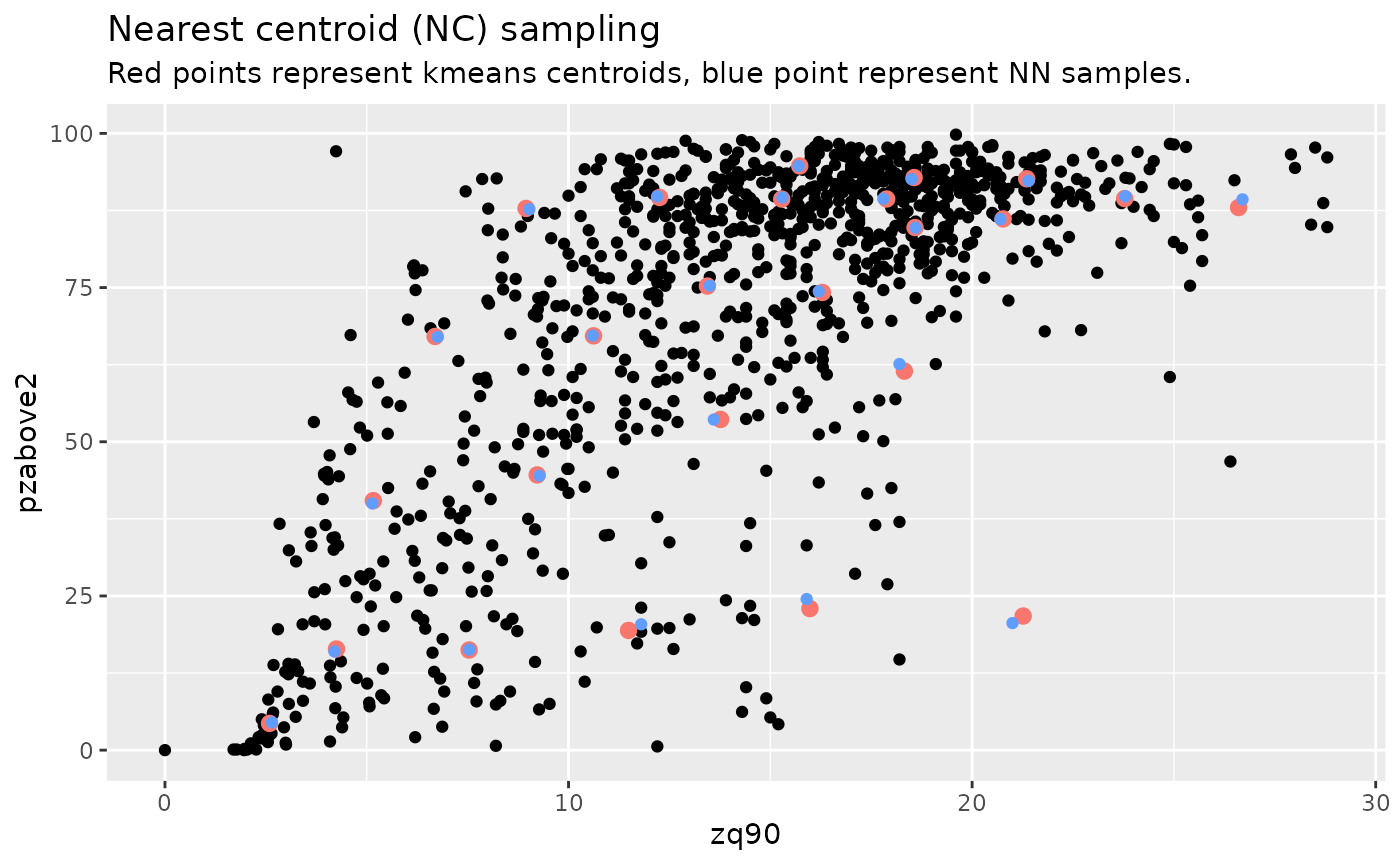 Nearest centroid (NC) sampling
Red points represent kmeans centroids, blue point represent NN samples.
100
75
50
25
0
pzabove2
0
10
20
30
zq90